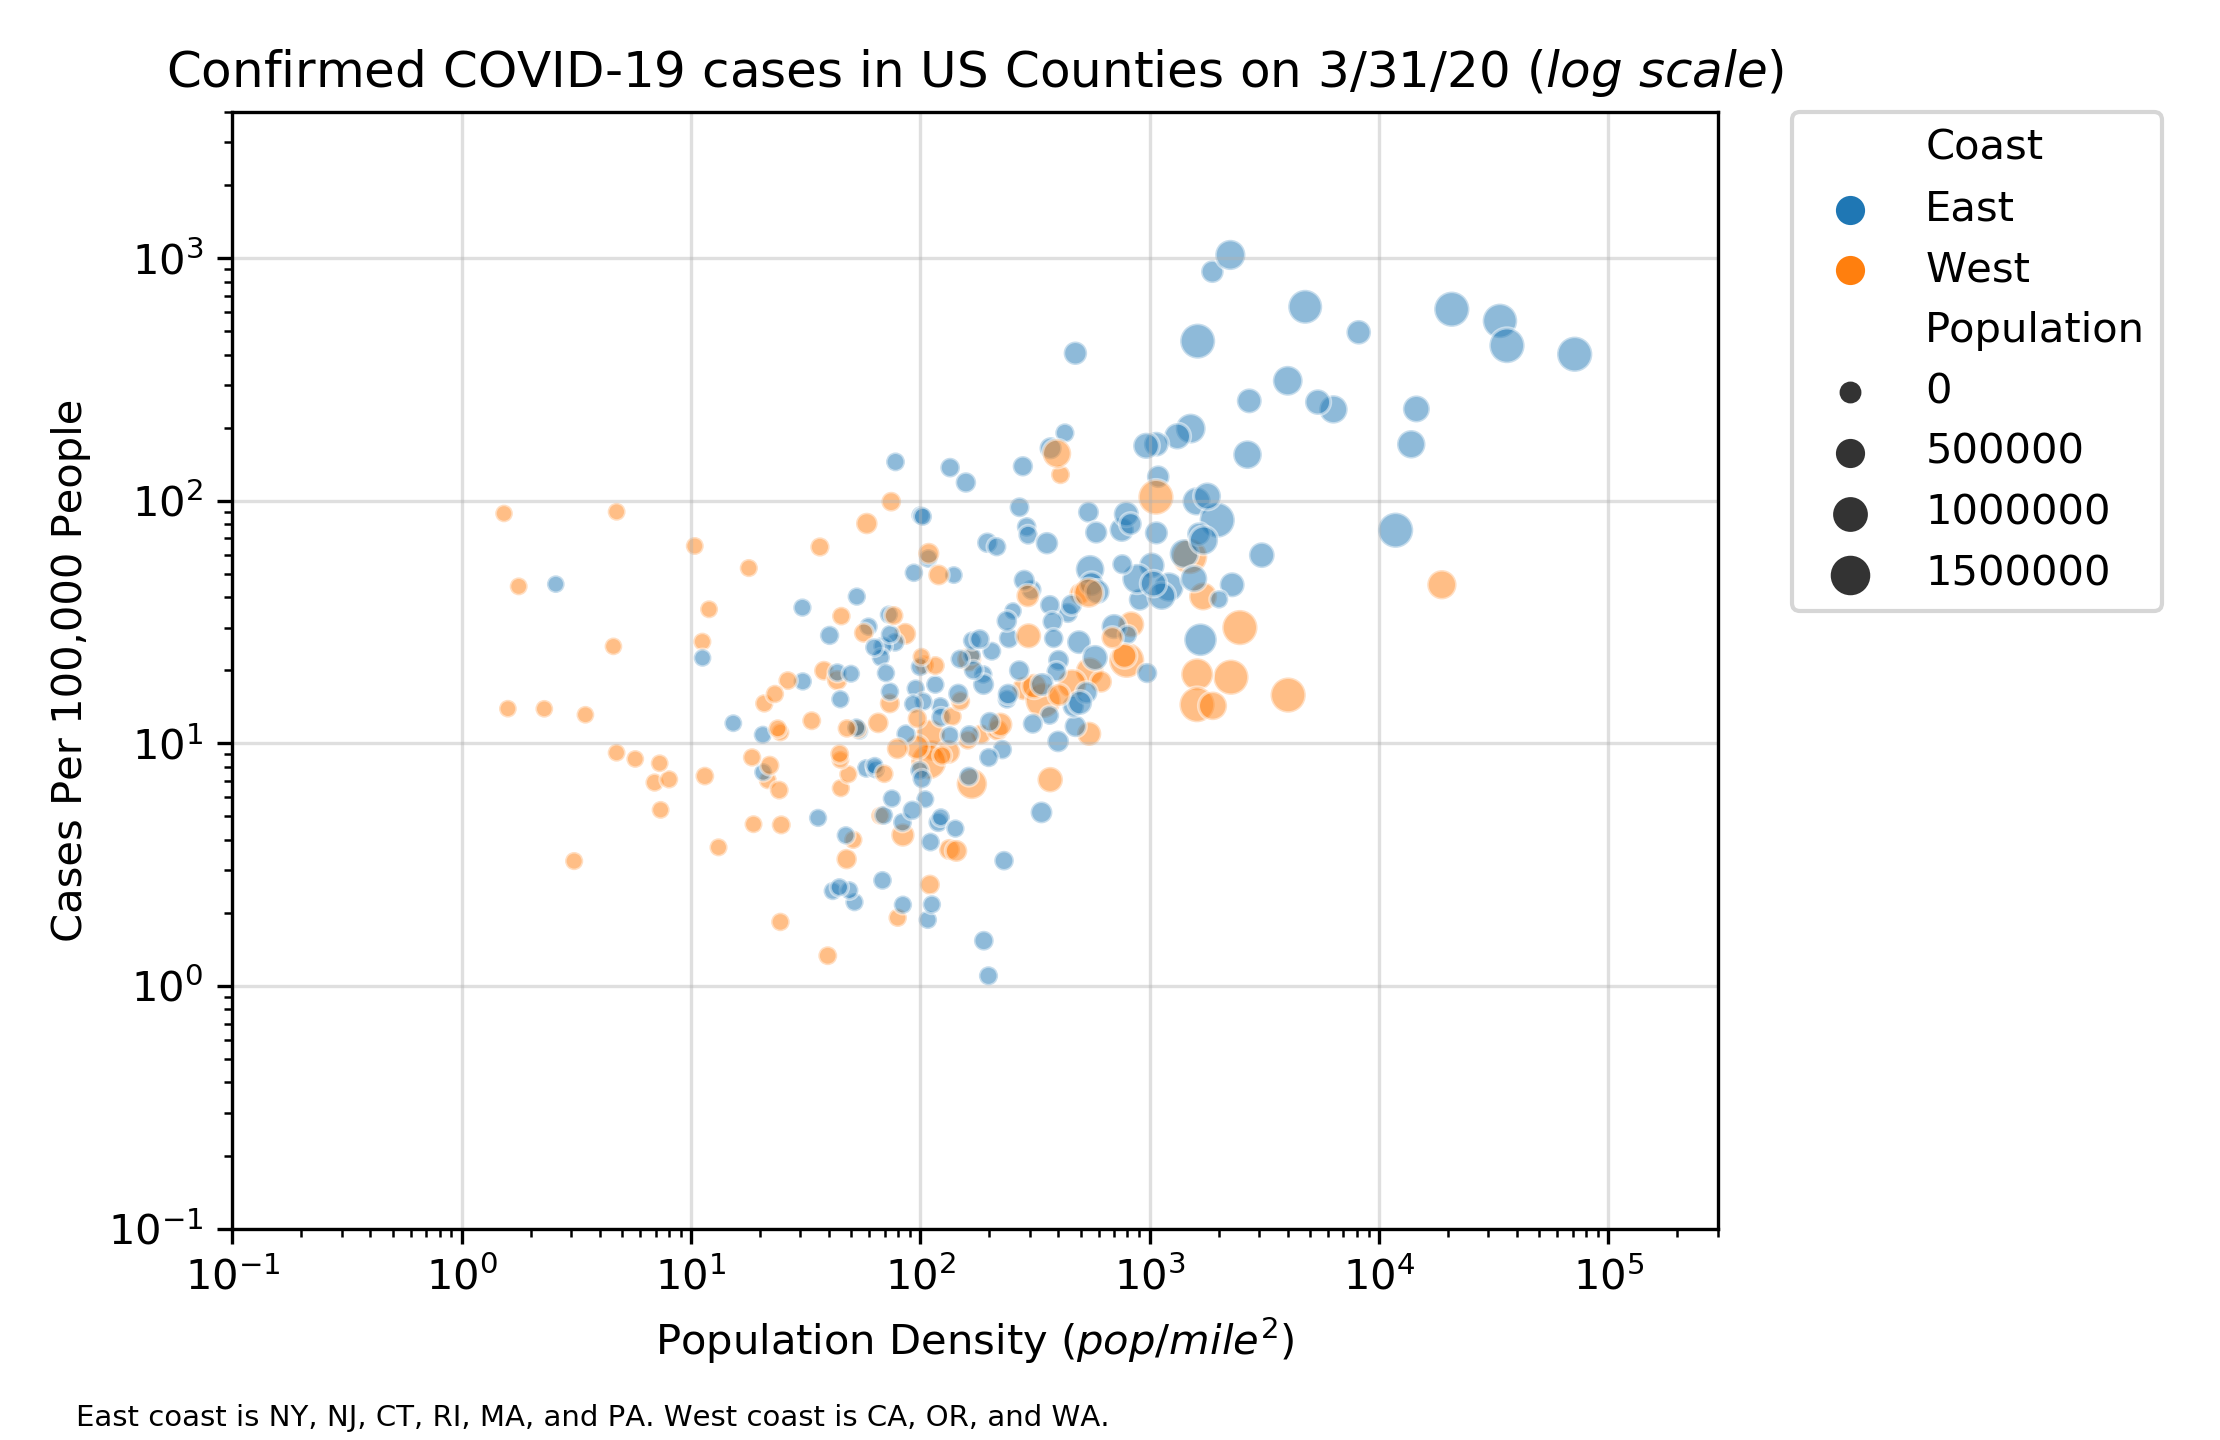 Confirmed COVID-19 cases in US Counties on 3/31/20 (log scale)
Coast
East
West
Population
0
500000
1000000
1500000
Cases Per 100,000 People
10³
10²
10¹
10⁰
10⁻¹
10⁻¹ 10⁰ 10¹ 10² 10³ 10⁴ 10⁵
Population Density (pop/mile²)
East coast is NY, NJ, CT, RI, MA, and PA. West coast is CA, OR, and WA.